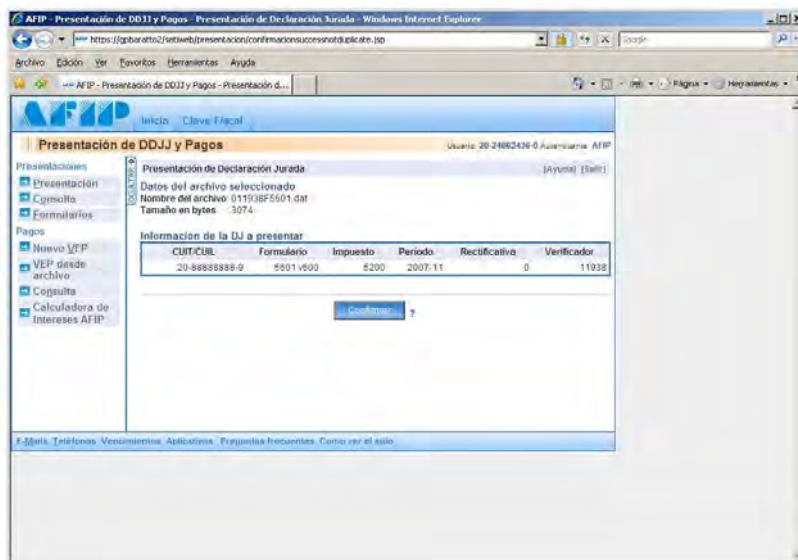 AFIP - Presentación de DDJJ y Pagos - Presentación de Declaración Jurada - Windows Internet Explorer
https://gpbaratto2/setiweb/presentacion/confirmacionsuccessnotduplicate.jsp
Google
Archivo Edición Ver Favoritos Herramientas Ayuda
AFIP - Presentación de DDJJ y Pagos - Presentación d...
Página Herramientas
AFIP
Inicio Clave Fiscal
Presentación de DDJJ y Pagos
Usuario: AFIP
Presentaciones
Presentación
Consulta
Formularios
Pagos
Nuevo VEP
VEP desde archivo
Consulta
Calculadora de Intereses AFIP
OCULTAR
Presentación de Declaración Jurada [Ayuda] [Salir]
Datos del archivo seleccionado
Nombre del archivo: 011938F5601.dat
Tamaño en bytes 3074
Información de la DJ a presentar
CUIT/CUIL Formulario Impuesto Período Rectificativa Verificador
20-88888888-9 5601 v600 5200 2007-11 0 11938
Confirmar ?
E-Mails Teléfonos Vencimientos Aplicativos Preguntas frecuentes Como ver el sitio